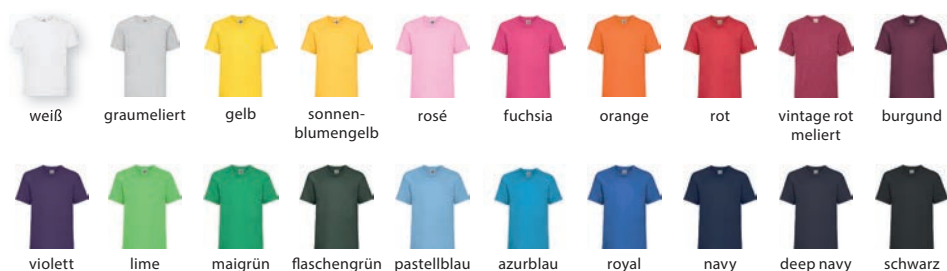 weiß graumeliert gelb sonnen- rosé fuchsia orange rot vintage rot burgund
blumengelb meliert
violett lime maigrün flaschengrün pastellblau azurblau royal navy deep navy schwarz